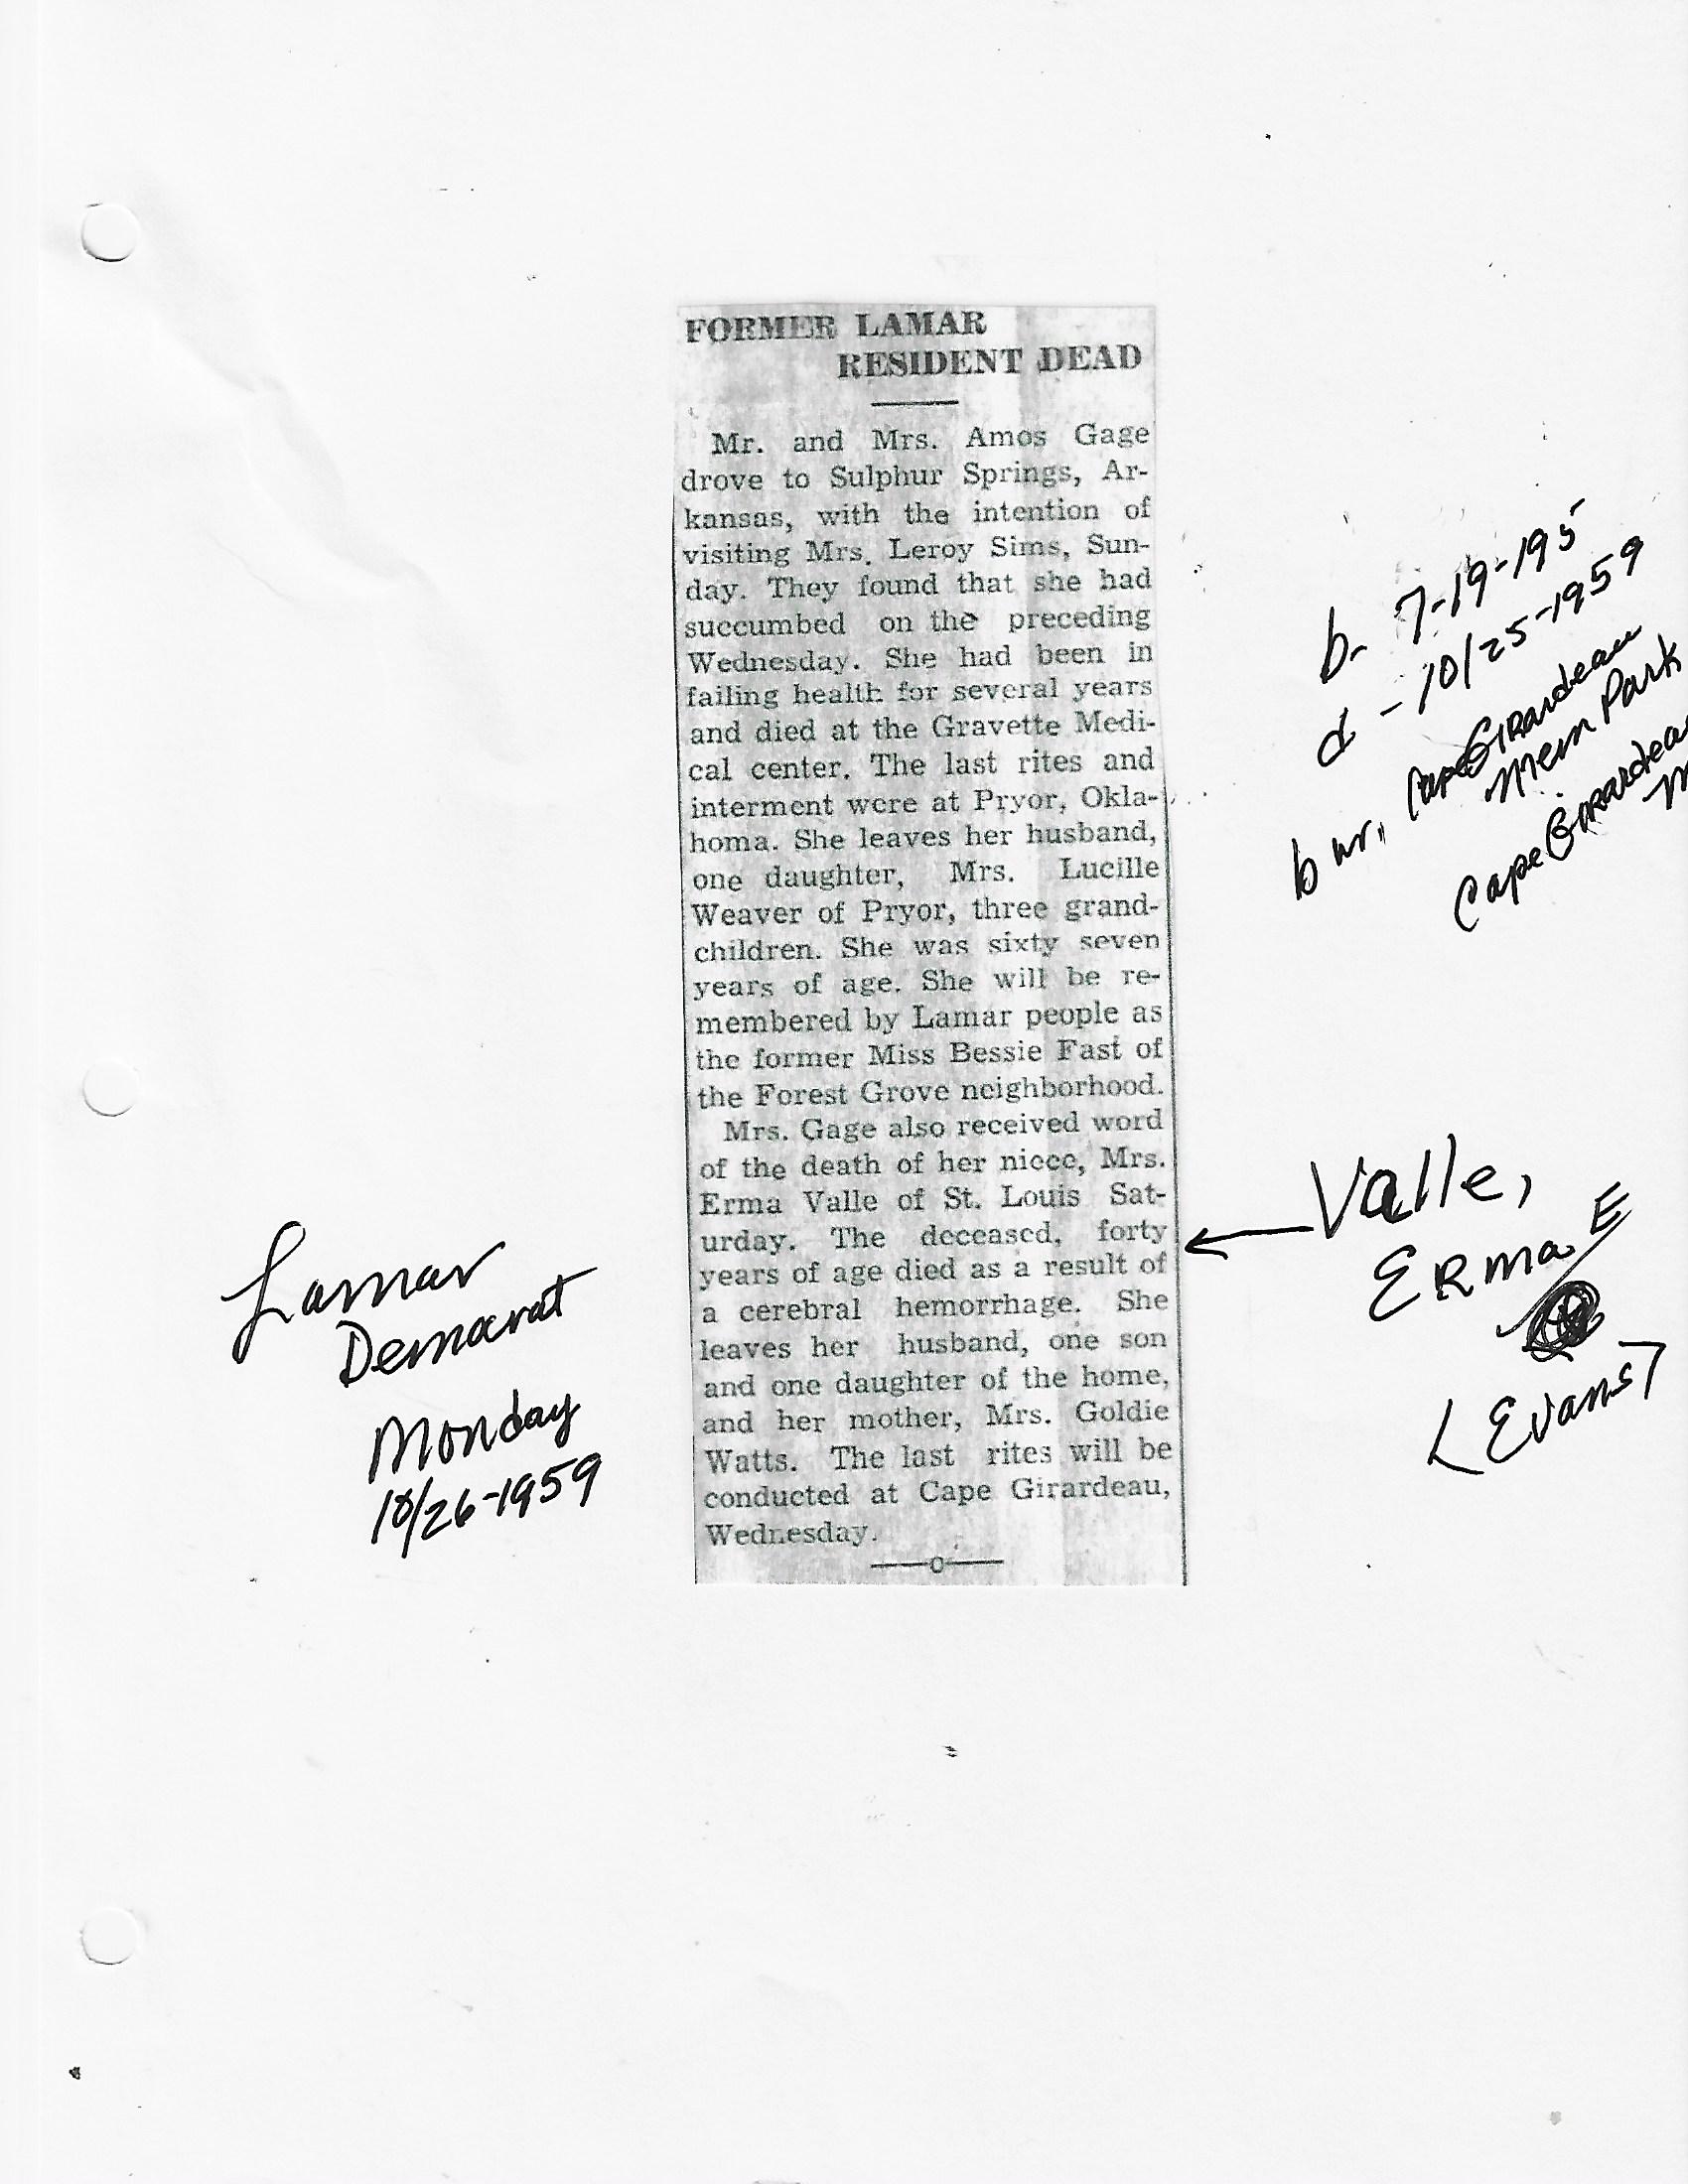 FORMER LAMAR
RESIDENT DEAD
Mr. and Mrs. Amos Gage
drove to Sulphur Springs, Ar-
kansas, with the intention of
visiting Mrs. Leroy Sims, Sun-
day. They found that she had
succumbed on the preceding
Wednesday. She had been in
failing health for several years
and died at the Gravette Medi-
cal center. The last rites and
interment were at Pryor, Okla-
homa. She leaves her husband,
one daughter, Mrs. Lucille
Weaver of Pryor, three grand-
children. She was sixty seven
years of age. She will be re-
membered by Lamar people as
the former Miss Bessie Fast of
the Forest Grove neighborhood.
Mrs. Gage also received word
of the death of her niece, Mrs.
Erma Valle of St. Louis Sat-
urday. The deceased, forty
years of age died as a result of
a cerebral hemorrhage. She
leaves her husband, one son
and one daughter of the home,
and her mother, Mrs. Goldie
Watts. The last rites will be
conducted at Cape Girardeau,
Wednesday.
b- 7-19-195
d - 10/25-1959
bur, Cape Girardeau
Mem Park
Cape Girardeau
M
Valle,
Erma E
(Evans)
Lamar
Democrat
Monday
10/26-1959